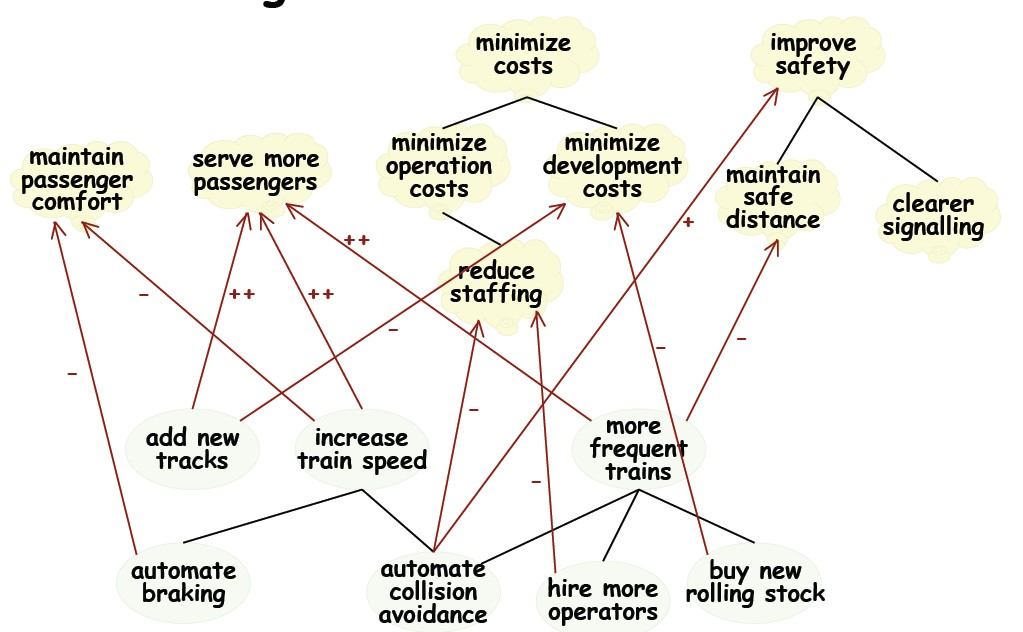 minimize
costs
improve
safety
maintain
passenger
comfort
serve more
passengers
minimize
operation
costs
minimize
development
costs
maintain
safe
distance
clearer
signalling
+
++
reduce
staffing
–
++
++
–
–
–
–
–
–
add new
tracks
increase
train speed
more
frequent
trains
automate
braking
automate
collision
avoidance
hire more
operators
buy new
rolling stock